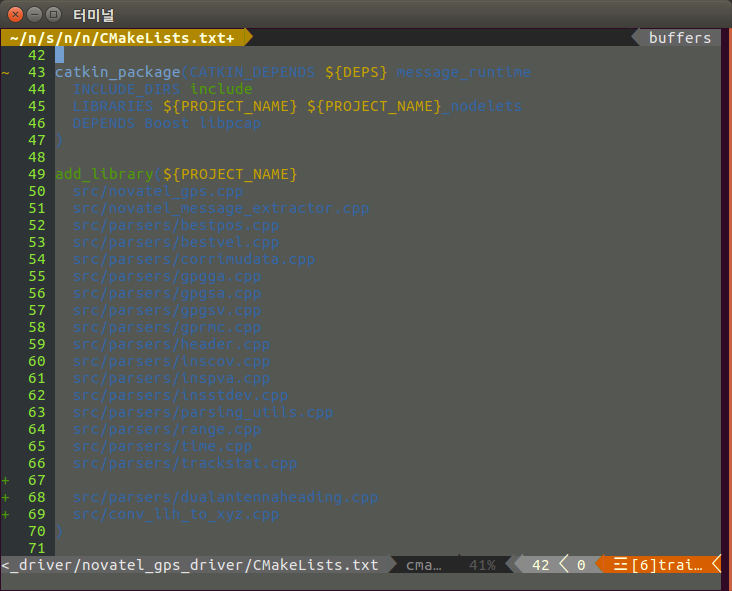 터미널
~/n/s/n/n/CMakeLists.txt+ buffers
42
~ 43 catkin_package(CATKIN_DEPENDS ${DEPS} message_runtime
44 INCLUDE_DIRS include
45 LIBRARIES ${PROJECT_NAME} ${PROJECT_NAME}_nodelets
46 DEPENDS Boost libpcap
47 )
48
49 add_library(${PROJECT_NAME}
50 src/novatel_gps.cpp
51 src/novatel_message_extractor.cpp
52 src/parsers/bestpos.cpp
53 src/parsers/bestvel.cpp
54 src/parsers/corrimudata.cpp
55 src/parsers/gpgga.cpp
56 src/parsers/gpgsa.cpp
57 src/parsers/gpgsv.cpp
58 src/parsers/gprmc.cpp
59 src/parsers/header.cpp
60 src/parsers/inscov.cpp
61 src/parsers/inspva.cpp
62 src/parsers/insstdev.cpp
63 src/parsers/parsing_utils.cpp
64 src/parsers/range.cpp
65 src/parsers/time.cpp
66 src/parsers/trackstat.cpp
+ 67
+ 68 src/parsers/dualantennaheading.cpp
+ 69 src/conv_llh_to_xyz.cpp
70 )
71
<_driver/novatel_gps_driver/CMakeLists.txt cma… 41% 42 < 0 ☲[6]trai… <